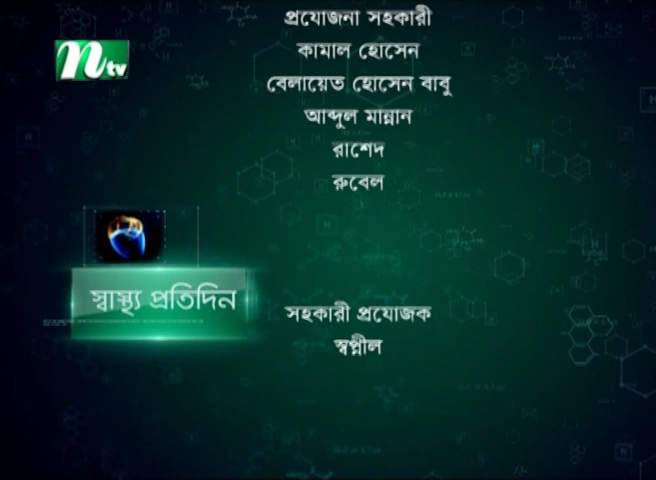 ntv
প্রযোজনা সহকারী
কামাল হোসেন
বেলায়েত হোসেন বাবু
আব্দুল মান্নান
রাশেদ
রুবেল
স্বাস্থ্য প্রতিদিন
সহকারী প্রযোজক
স্বপ্নীল